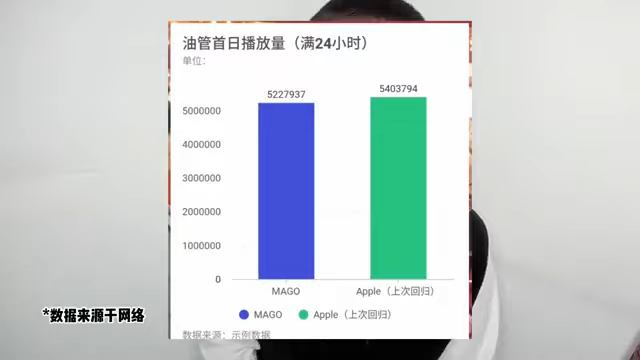 油管首日播放量（满24小时）
单位:
5227937
5403794
5000000
4000000
3000000
2000000
1000000
0
MAGO
Apple（上次回归）
MAGO
Apple（上次回归）
*数据来源于网络
数据来源：示例数据